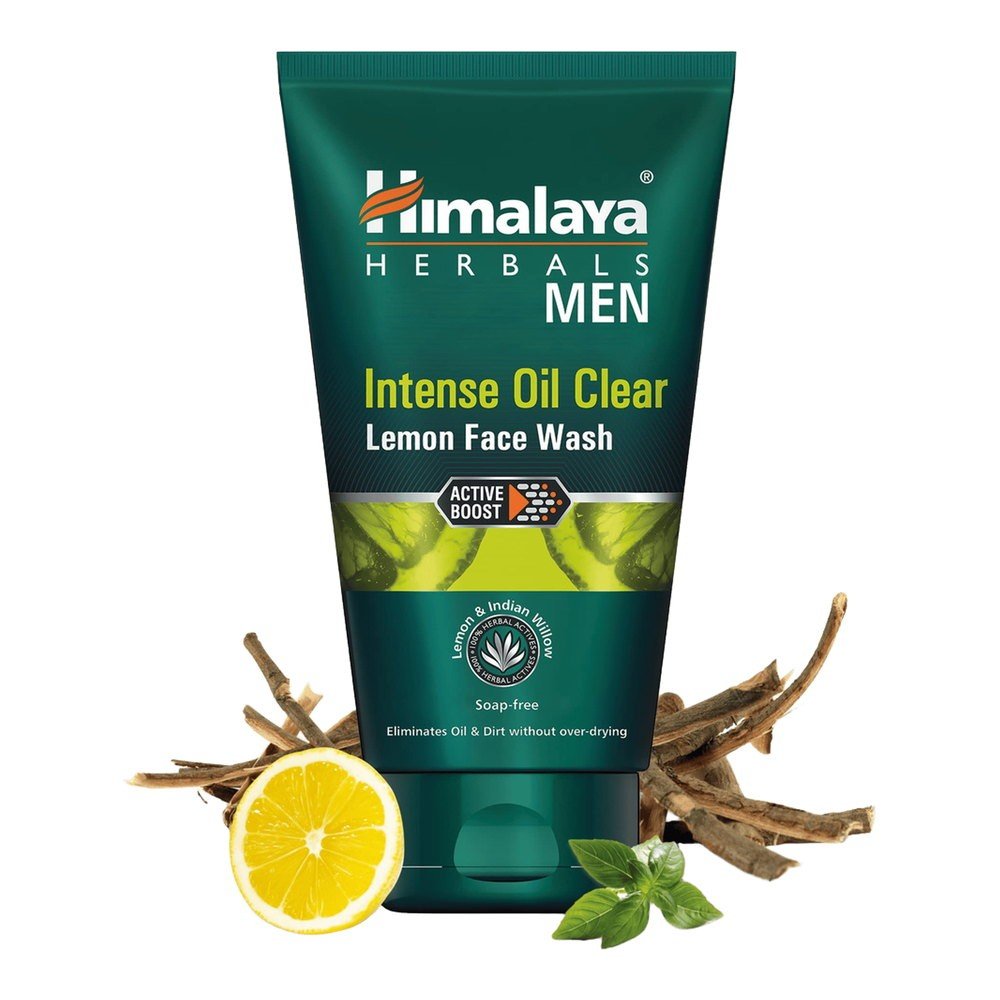 Himalaya®
HERBALS
MEN
Intense Oil Clear
Lemon Face Wash
ACTIVE
BOOST
Lemon & Indian Willow
100% HERBAL ACTIVES
100% HERBAL ACTIVES
Soap-free
Eliminates Oil & Dirt without over-drying